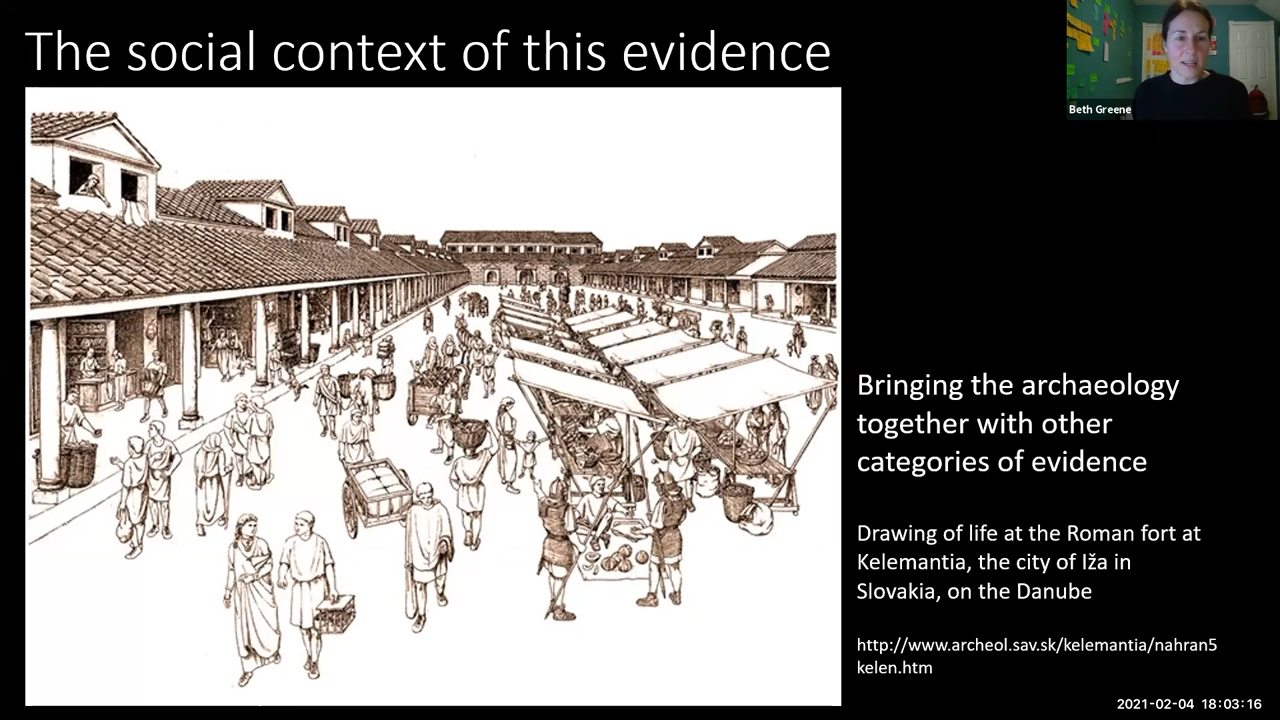 The social context of this evidence
Beth Greene
Bringing the archaeology
together with other
categories of evidence
Drawing of life at the Roman fort at
Kelemantia, the city of Iža in
Slovakia, on the Danube
http://www.archeol.sav.sk/kelemantia/nahran5
kelen.htm
2021-02-04 18:03:16